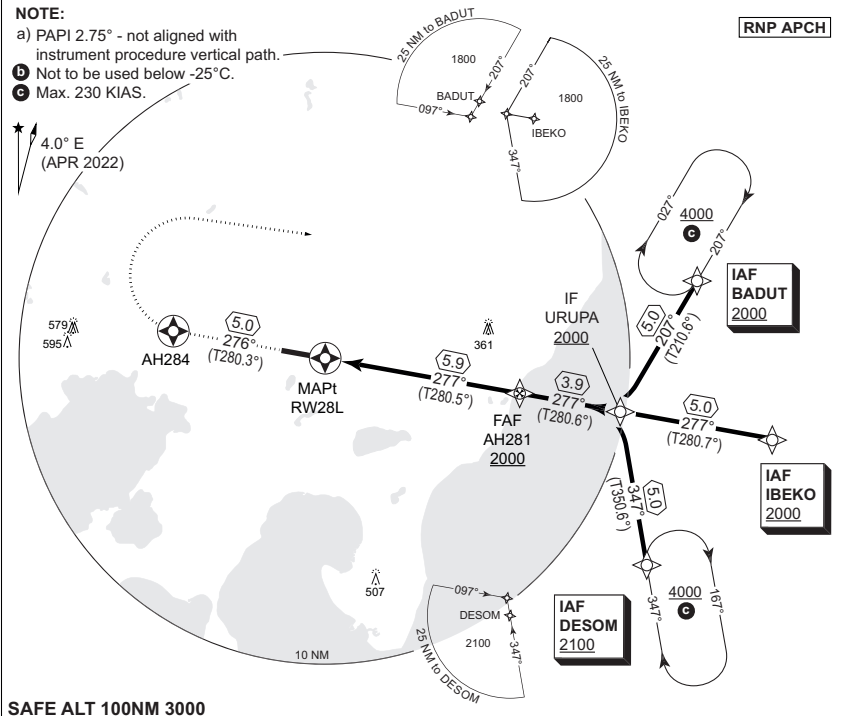 NOTE:
a) PAPI 2.75° - not aligned with
instrument procedure vertical path.
b Not to be used below -25°C.
c Max. 230 KIAS.
4.0° E
(APR 2022)
RNP APCH
25 NM to BADUT
1800
207°
BADUT
097°
207°
25 NM to IBEKO
1800
IBEKO
347°
027°
4000
c
207°
IAF
BADUT
2000
5.0
207°
(T210.6°)
IF
URUPA
2000
579
595
361
5.0
276°
(T280.3°)
AH284
MAPt
RW28L
5.9
277°
(T280.5°)
FAF
AH281
2000
3.9
277°
(T280.6°)
5.0
277°
(T280.7°)
IAF
IBEKO
2000
5.0
347°
(T350.6°)
507
097°
DESOM
2100
347°
25 NM to DESOM
IAF
DESOM
2100
4000
c
347°
167°
10 NM
SAFE ALT 100NM 3000